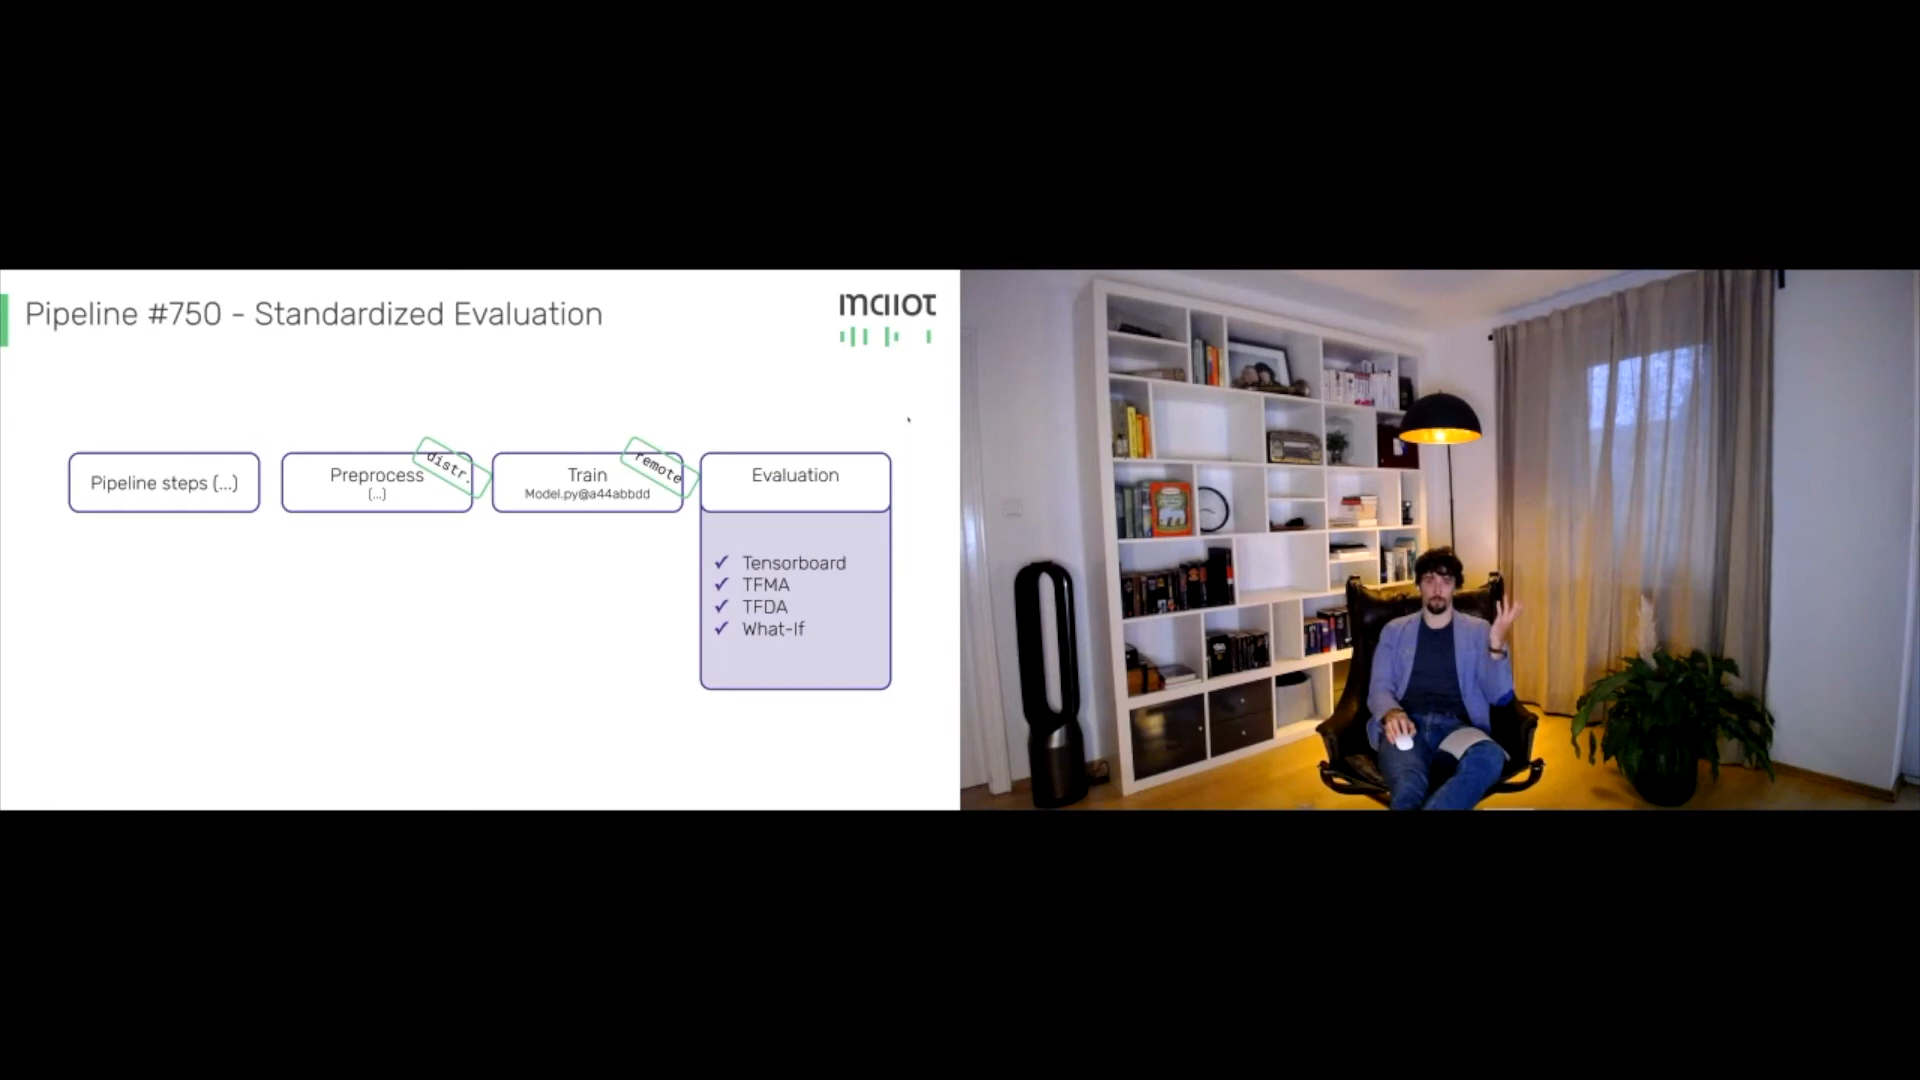 Pipeline #750 - Standardized Evaluation
maiot
Pipeline steps (...)
Preprocess
(...)
distr.
Train
Model.py@a44abbdd
remote
Evaluation
✓ Tensorboard
✓ TFMA
✓ TFDA
✓ What-If